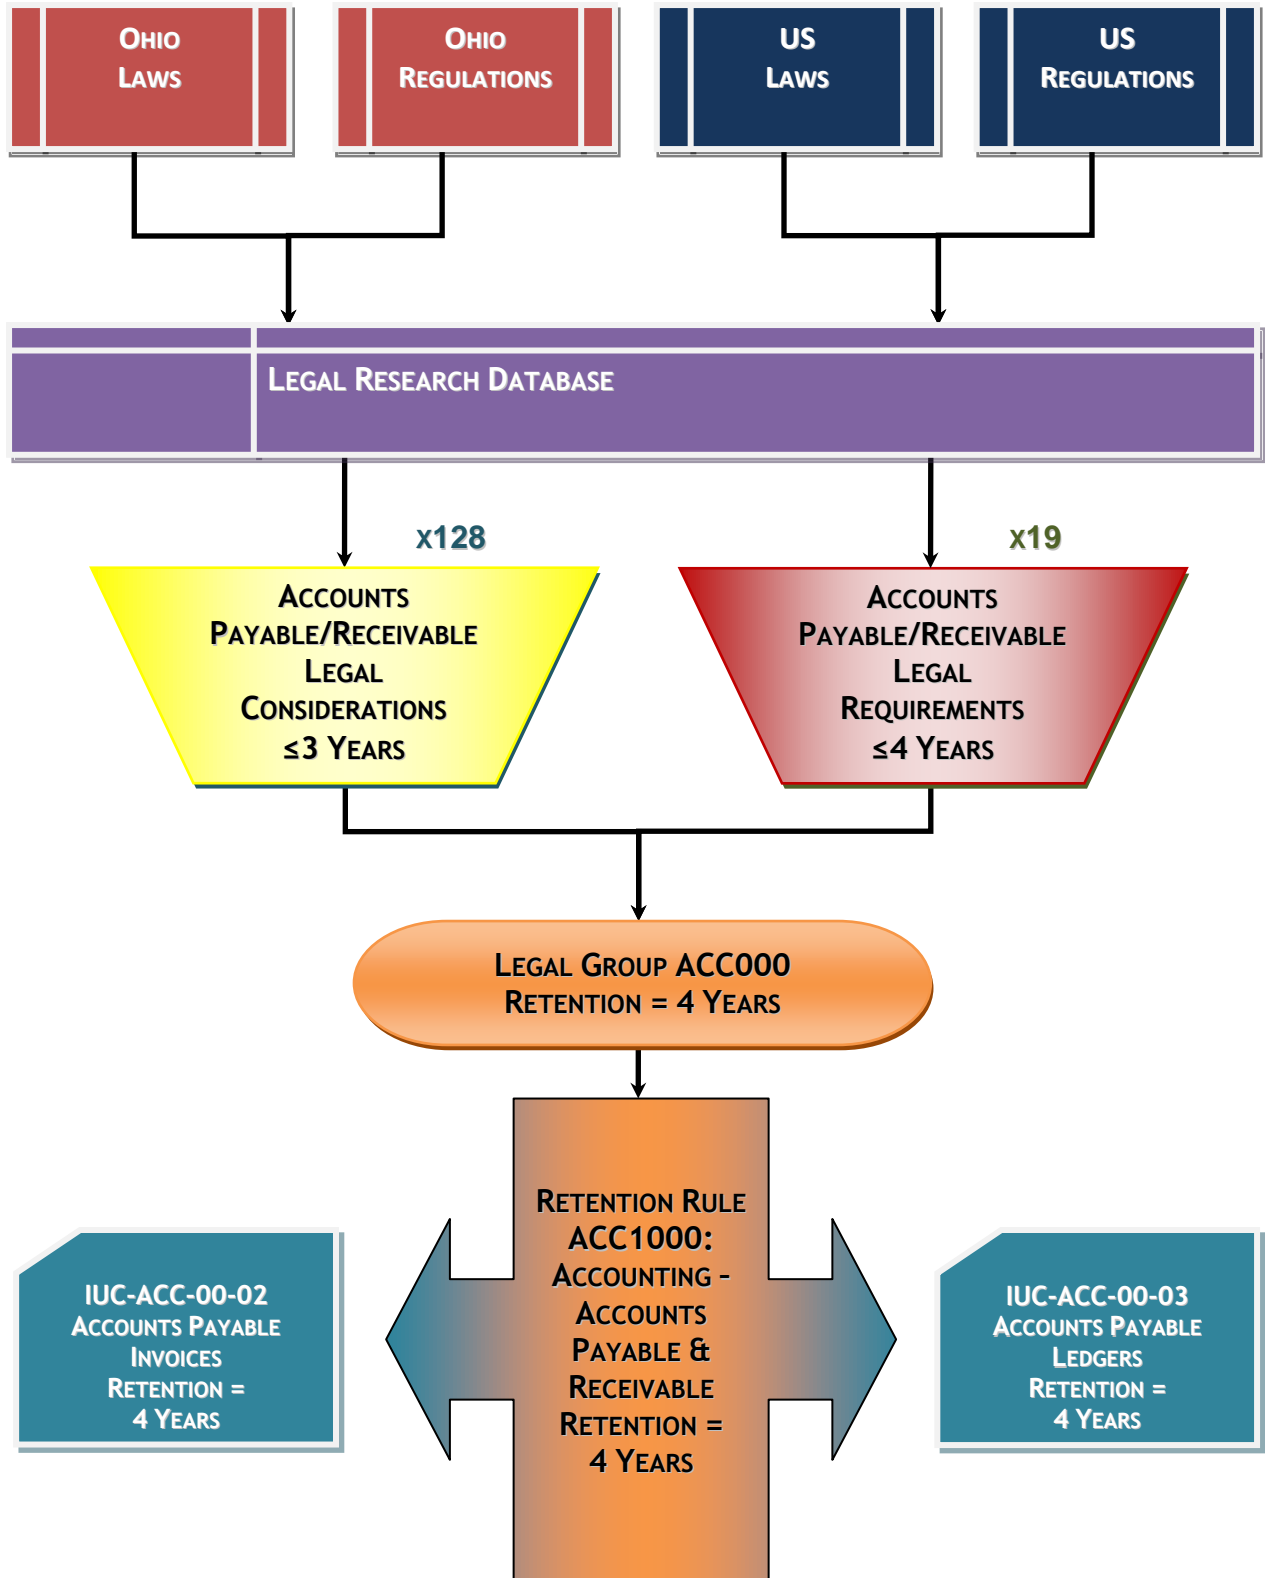 OHIO
LAWS
OHIO
REGULATIONS
US
LAWS
US
REGULATIONS
LEGAL RESEARCH DATABASE
X128
X19
ACCOUNTS
PAYABLE/RECEIVABLE
LEGAL
CONSIDERATIONS
≤3 YEARS
ACCOUNTS
PAYABLE/RECEIVABLE
LEGAL
REQUIREMENTS
≤4 YEARS
LEGAL GROUP ACC000
RETENTION = 4 YEARS
RETENTION RULE
ACC1000:
ACCOUNTING –
ACCOUNTS
PAYABLE &
RECEIVABLE
RETENTION =
4 YEARS
IUC-ACC-00-02
ACCOUNTS PAYABLE
INVOICES
RETENTION =
4 YEARS
IUC-ACC-00-03
ACCOUNTS PAYABLE
LEDGERS
RETENTION =
4 YEARS